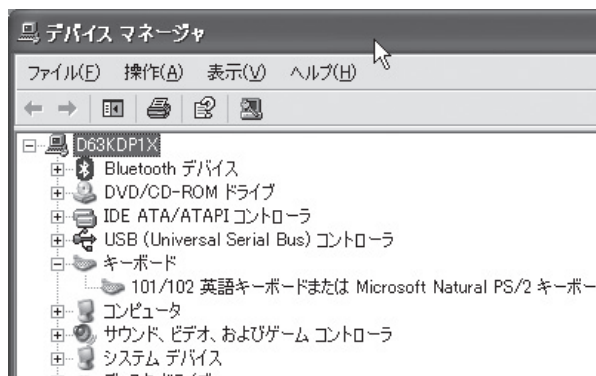 デバイス マネージャ
ファイル(F) 操作(A) 表示(V) ヘルプ(H)
D63KDP1X
Bluetooth デバイス
DVD/CD-ROM ドライブ
IDE ATA/ATAPI コントローラ
USB (Universal Serial Bus) コントローラ
キーボード
101/102 英語キーボードまたは Microsoft Natural PS/2 キーボー
コンピュータ
サウンド、ビデオ、およびゲーム コントローラ
システム デバイス